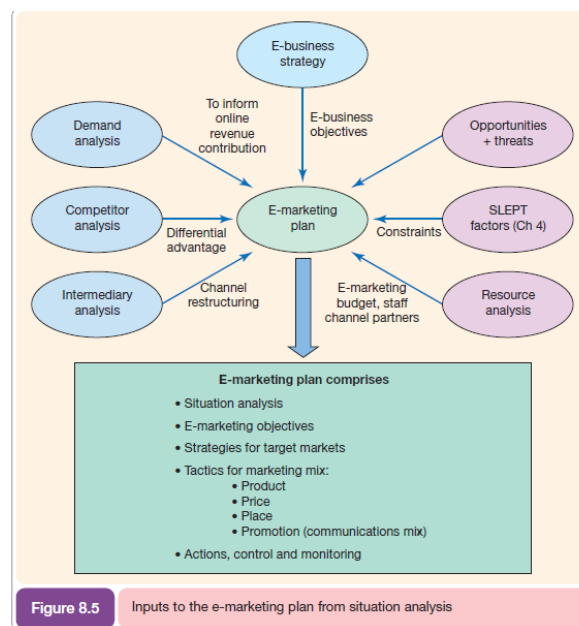 E-business
strategy
To inform
online
revenue
contribution
E-business
objectives
Demand
analysis
Opportunities
+ threats
Competitor
analysis
Differential
advantage
E-marketing
plan
Constraints
SLEPT
factors (Ch 4)
Intermediary
analysis
Channel
restructuring
E-marketing
budget, staff
channel partners
Resource
analysis
E-marketing plan comprises
• Situation analysis
• E-marketing objectives
• Strategies for target markets
• Tactics for marketing mix:
• Product
• Price
• Place
• Promotion (communications mix)
• Actions, control and monitoring
Figure 8.5
Inputs to the e-marketing plan from situation analysis